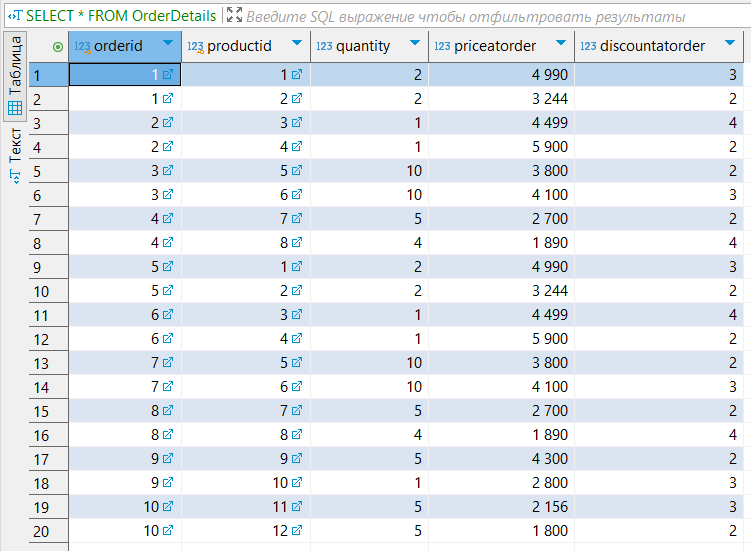 SELECT * FROM OrderDetails Введите SQL выражение чтобы отфильтровать результаты
Таблица
Текст
123 orderid 123 productid 123 quantity 123 priceatorder 123 discountatorder
1 1 1 2 4 990 3
2 1 2 2 3 244 2
3 2 3 1 4 499 4
4 2 4 1 5 900 2
5 3 5 10 3 800 2
6 3 6 10 4 100 3
7 4 7 5 2 700 2
8 4 8 4 1 890 4
9 5 1 2 4 990 3
10 5 2 2 3 244 2
11 6 3 1 4 499 4
12 6 4 1 5 900 2
13 7 5 10 3 800 2
14 7 6 10 4 100 3
15 8 7 5 2 700 2
16 8 8 4 1 890 4
17 9 9 5 4 300 2
18 9 10 1 2 800 3
19 10 11 5 2 156 3
20 10 12 5 1 800 2